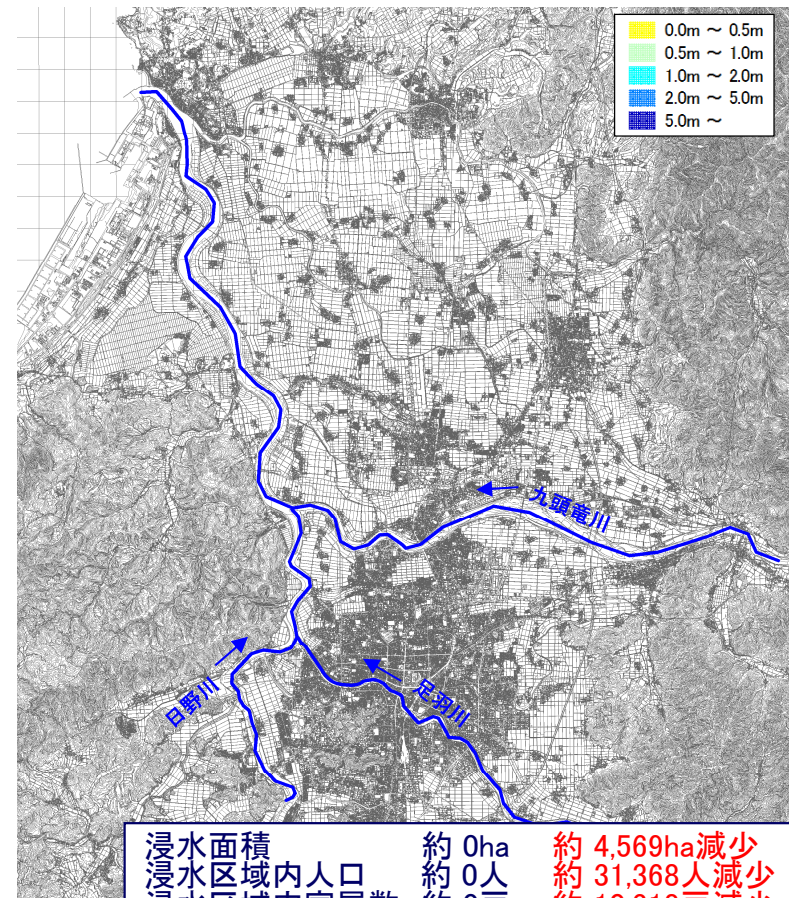 0.0m ～ 0.5m
0.5m ～ 1.0m
1.0m ～ 2.0m
2.0m ～ 5.0m
5.0m ～
九頭竜川
日野川
足羽川
浸水面積 約 0ha 約 4,569ha減少
浸水区域内人口 約 0人 約 31,368人減少